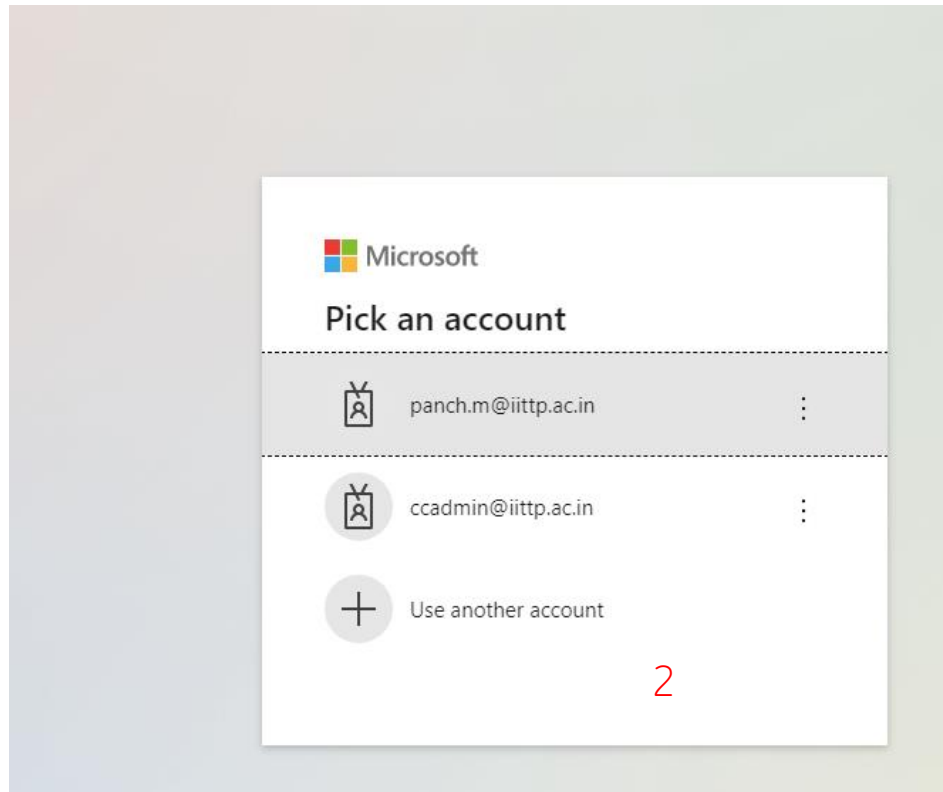 Microsoft
Pick an account
panch.m@iittp.ac.in
ccadmin@iittp.ac.in
Use another account
2